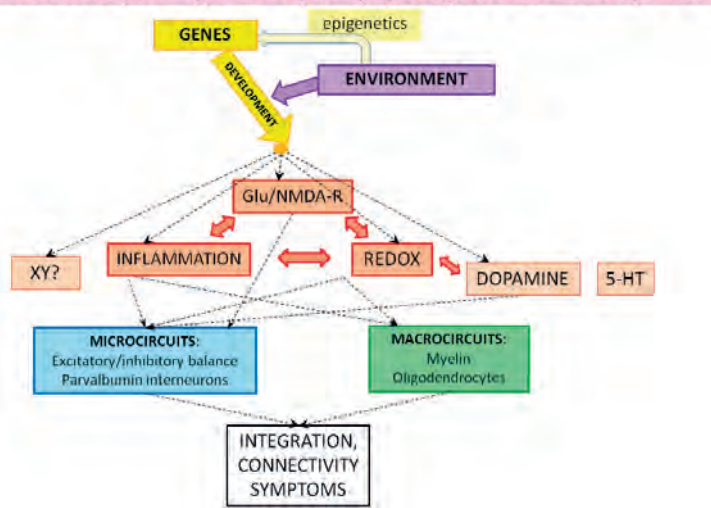 epigenetics
GENES
ENVIRONMENT
DEVELOPMENT
Glu/NMDA-R
INFLAMMATION
REDOX
XY?
DOPAMINE
5-HT
MICROCIRCUITS:
Excitatory/inhibitory balance
Parvalbumin interneurons
MACROCIRCUITS:
Myelin
Oligodendrocytes
INTEGRATION,
CONNECTIVITY
SYMPTOMS